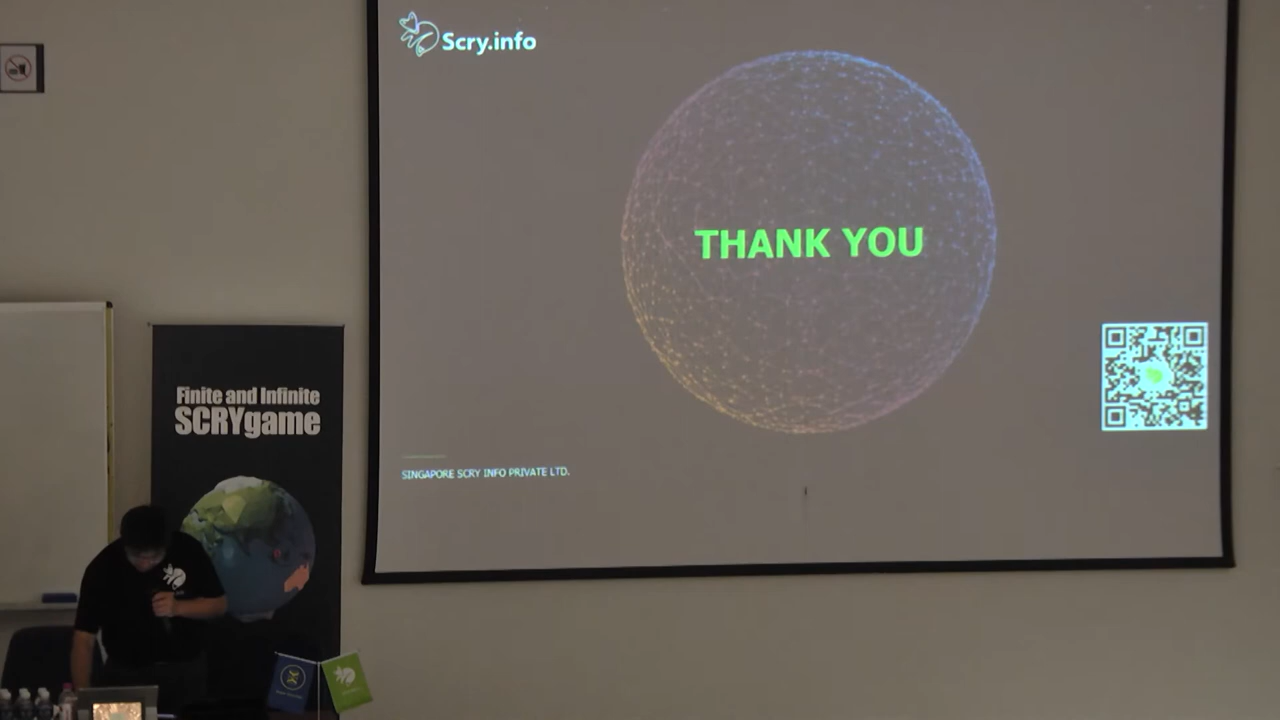 Scry.info
THANK YOU
SINGAPORE SCRY INFO PRIVATE LTD.
Finite and Infinite
SCRYgame